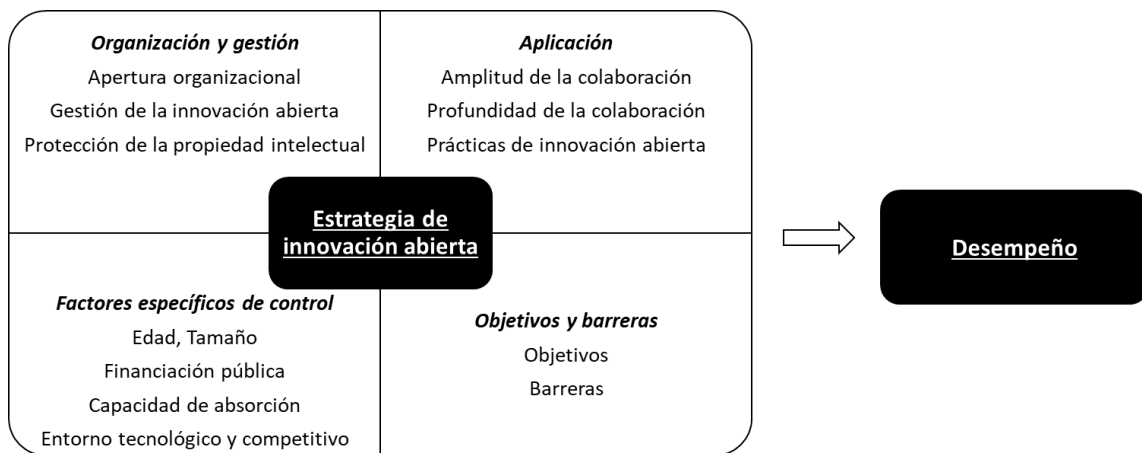 Organización y gestión
Apertura organizacional
Gestión de la innovación abierta
Protección de la propiedad intelectual
Aplicación
Amplitud de la colaboración
Profundidad de la colaboración
Prácticas de innovación abierta
Estrategia de
innovación abierta
Desempeño
Factores específicos de control
Edad, Tamaño
Financiación pública
Capacidad de absorción
Entorno tecnológico y competitivo
Objetivos y barreras
Objetivos
Barreras